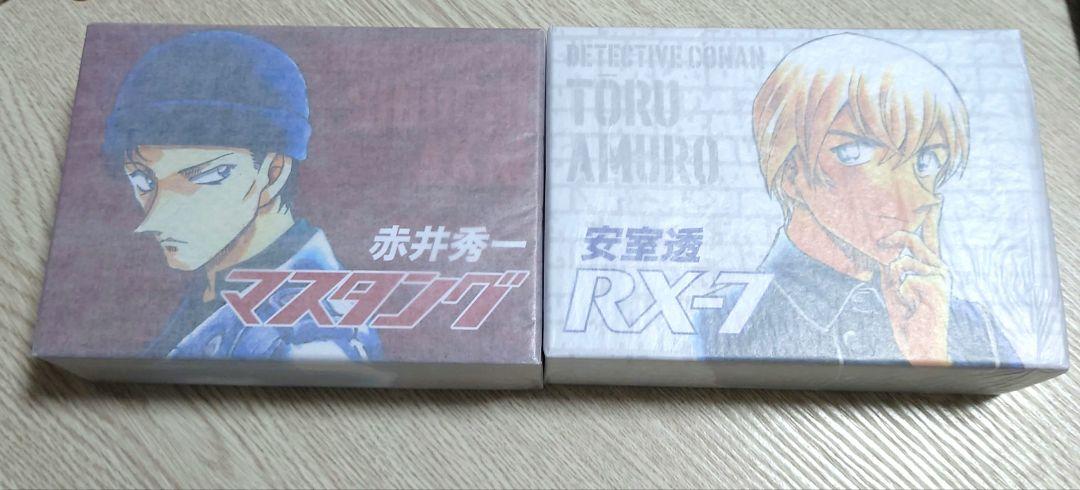 赤井秀一
マスタング
DETECTIVE CONAN
TŌRU
AMURO
安室透
RX-7